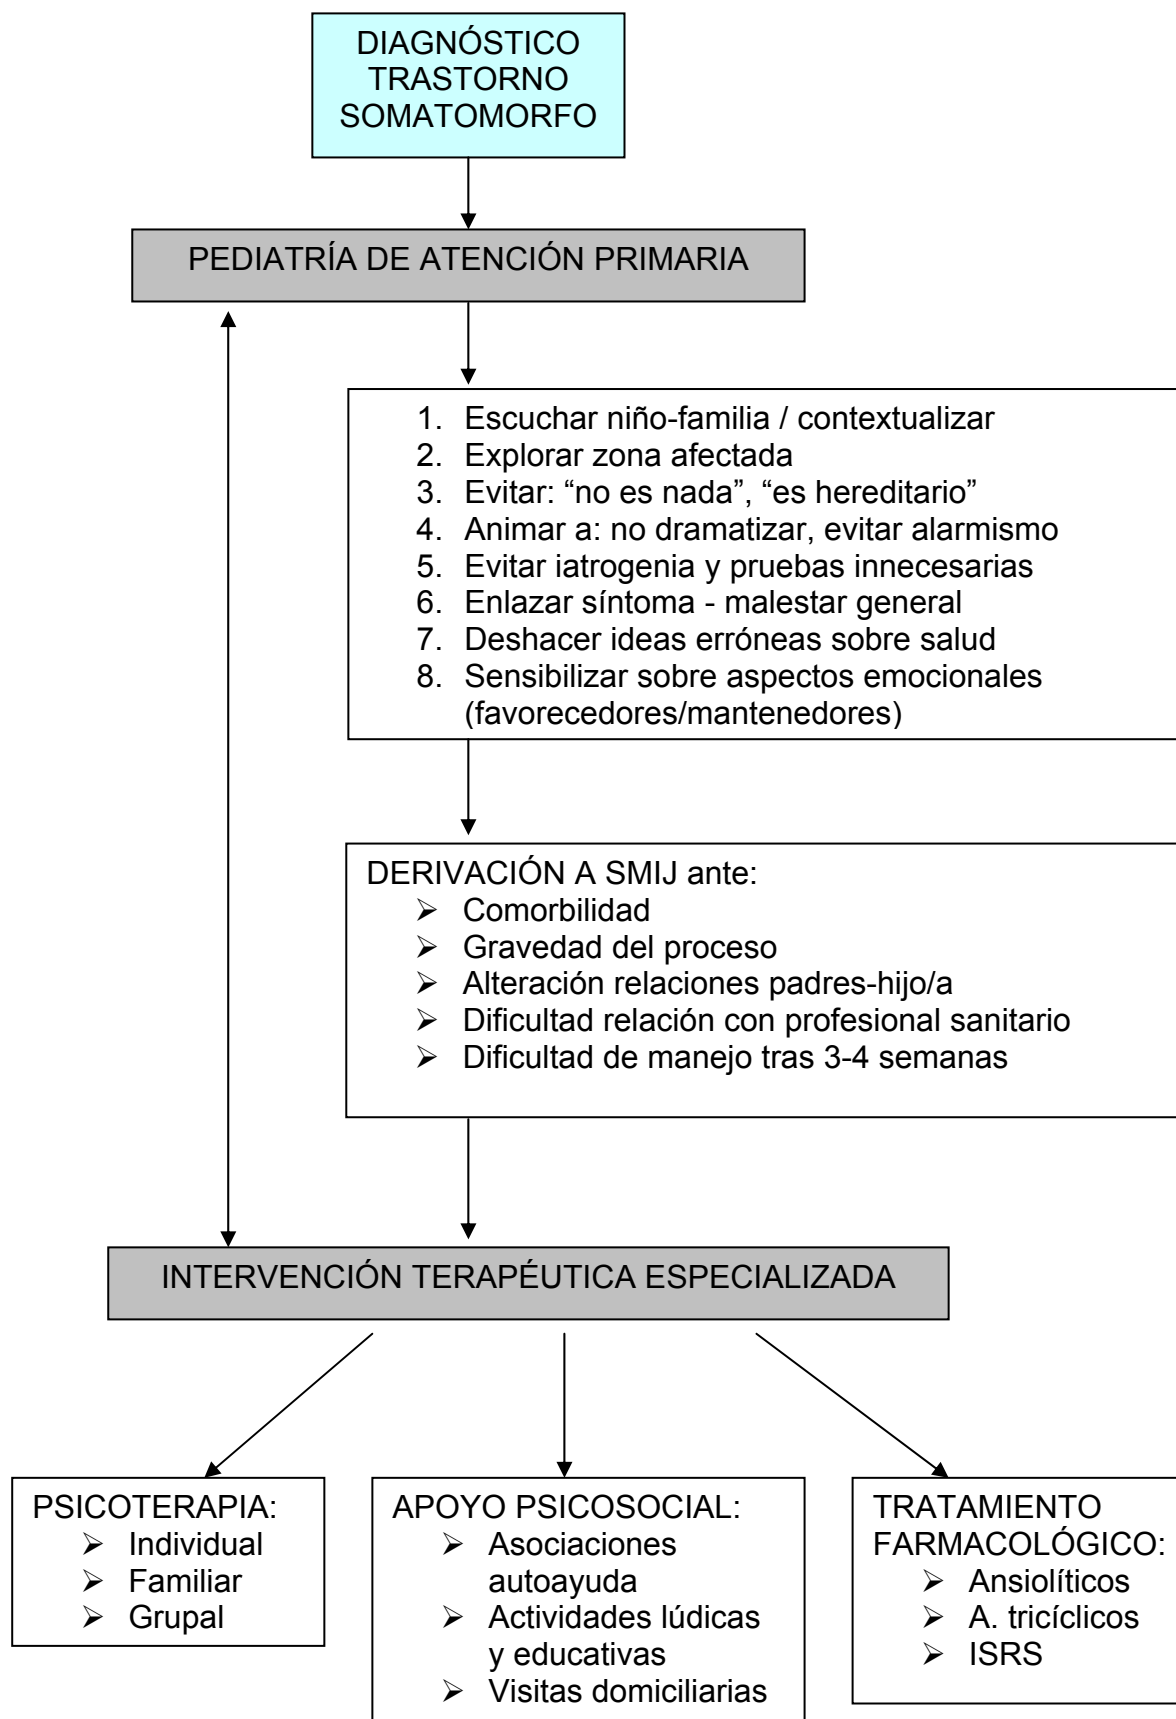 DIAGNÓSTICO
TRASTORNO
SOMATOMORFO
PEDIATRÍA DE ATENCIÓN PRIMARIA
1. Escuchar niño-familia / contextualizar
2. Explorar zona afectada
3. Evitar: “no es nada”, “es hereditario”
4. Animar a: no dramatizar, evitar alarmismo
5. Evitar iatrogenia y pruebas innecesarias
6. Enlazar síntoma - malestar general
7. Deshacer ideas erróneas sobre salud
8. Sensibilizar sobre aspectos emocionales
(favorecedores/mantenedores)
DERIVACIÓN A SMIJ ante:
➢ Comorbilidad
➢ Gravedad del proceso
➢ Alteración relaciones padres-hijo/a
➢ Dificultad relación con profesional sanitario
➢ Dificultad de manejo tras 3-4 semanas
INTERVENCIÓN TERAPÉUTICA ESPECIALIZADA
PSICOTERAPIA:
➢ Individual
➢ Familiar
➢ Grupal
APOYO PSICOSOCIAL:
➢ Asociaciones
autoayuda
➢ Actividades lúdicas
y educativas
➢ Visitas domiciliarias
TRATAMIENTO
FARMACOLÓGICO:
➢ Ansiolíticos
➢ A. tricíclicos
➢ ISRS